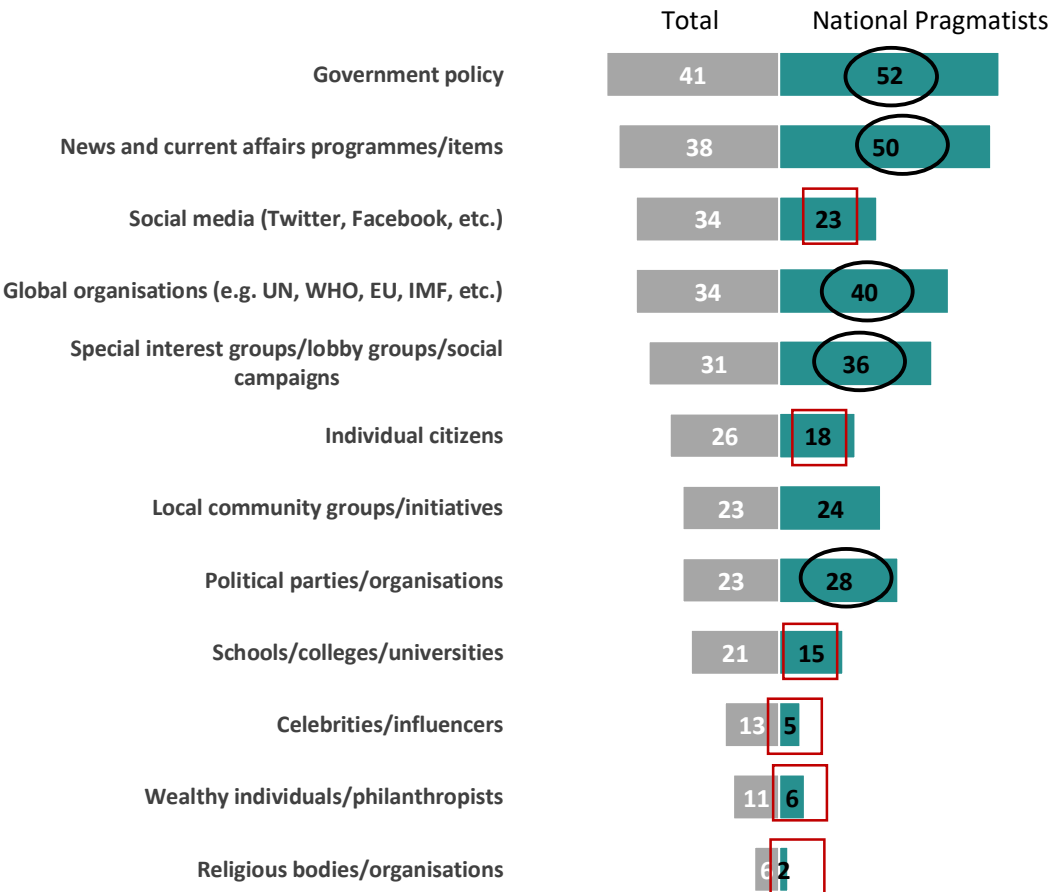 Total National Pragmatists
Government policy 41 52
News and current affairs programmes/items 38 50
Social media (Twitter, Facebook, etc.) 34 23
Global organisations (e.g. UN, WHO, EU, IMF, etc.) 34 40
Special interest groups/lobby groups/social
campaigns 31 36
Individual citizens 26 18
Local community groups/initiatives 23 24
Political parties/organisations 23 28
Schools/colleges/universities 21 15
Celebrities/influencers 13 5
Wealthy individuals/philanthropists 11 6
Religious bodies/organisations 6 2